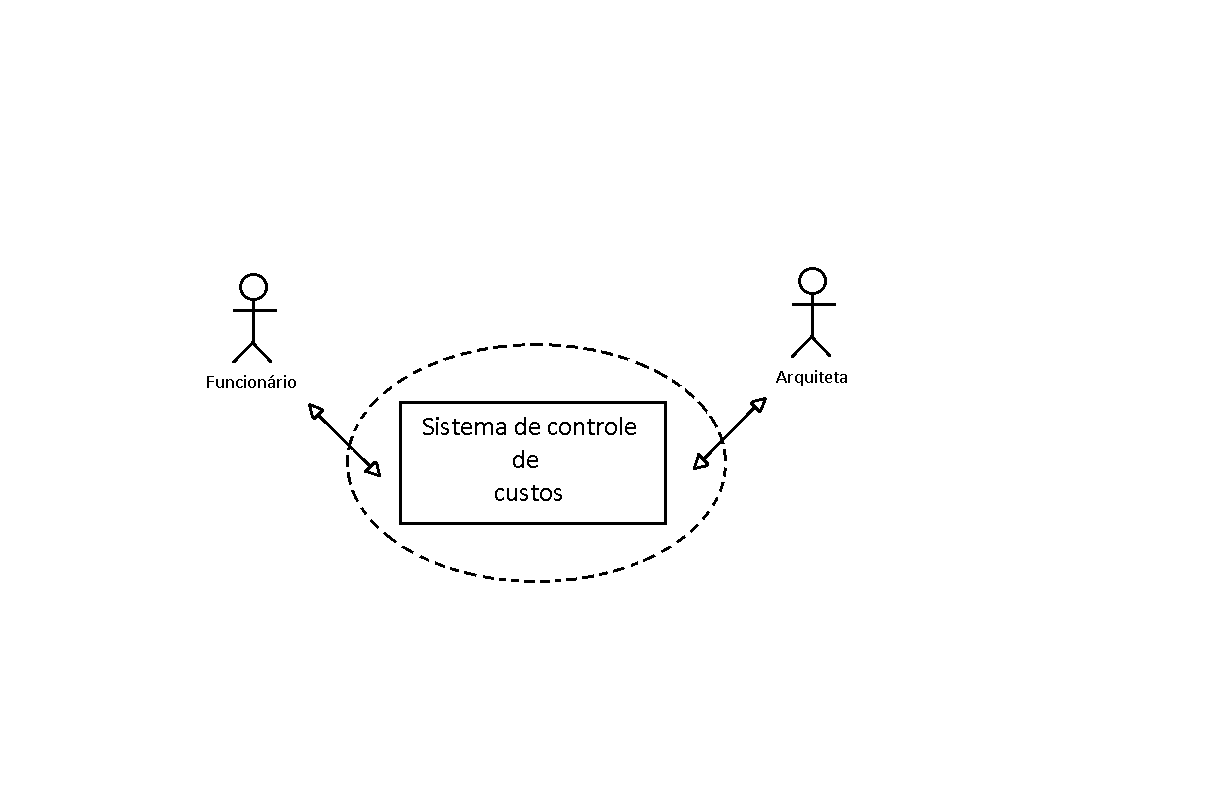 Funcionário
Arquiteta
Sistema de controle
de
custos